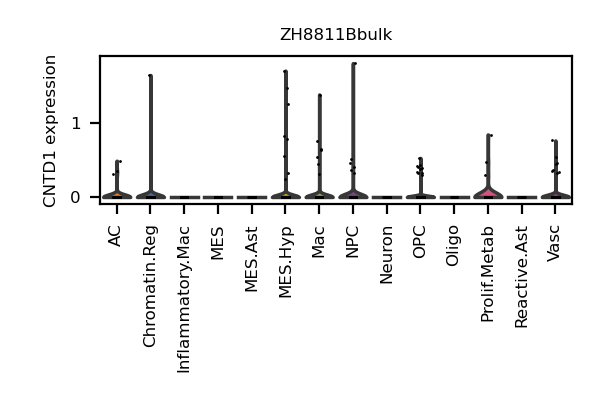 ZH8811Bbulk
CNTD1 expression
1
0
AC
Chromatin.Reg
Inflammatory.Mac
MES
MES.Ast
MES.Hyp
Mac
NPC
Neuron
OPC
Oligo
Prolif.Metab
Reactive.Ast
Vasc